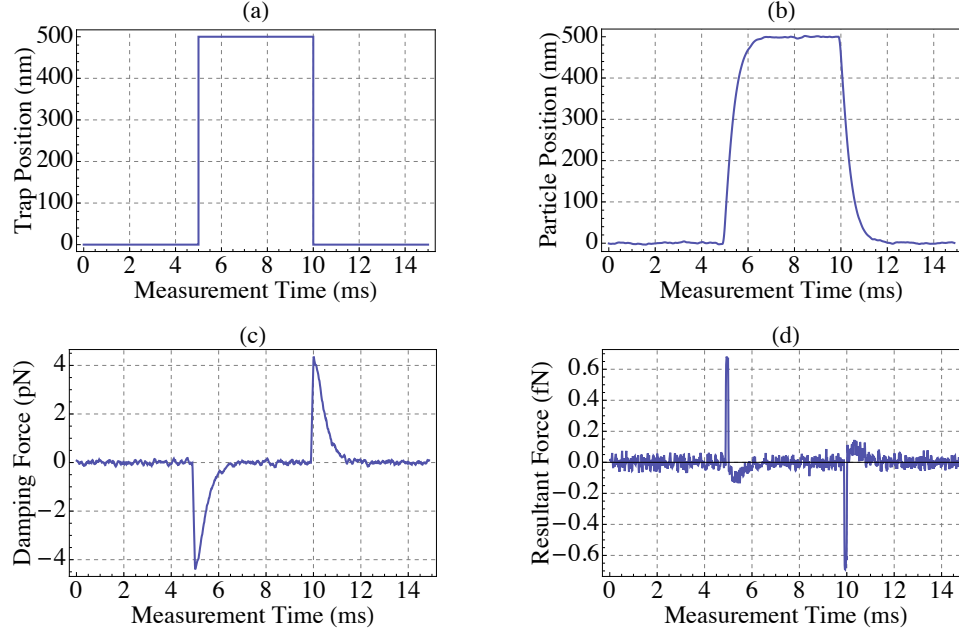 (a)
Trap Position (nm)
500
400
300
200
100
0
0 2 4 6 8 10 12 14
Measurement Time (ms)
(b)
Particle Position (nm)
500
400
300
200
100
0
0 2 4 6 8 10 12 14
Measurement Time (ms)
(c)
Damping Force (pN)
4
2
0
−2
−4
0 2 4 6 8 10 12 14
Measurement Time (ms)
(d)
Resultant Force (fN)
0.6
0.4
0.2
0.0
−0.2
−0.4
−0.6
0 2 4 6 8 10 12 14
Measurement Time (ms)